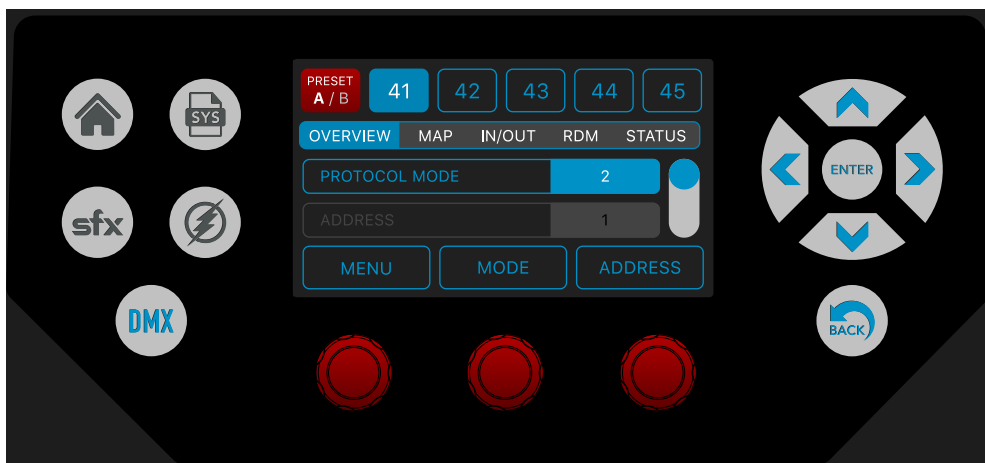 SYS
sfx
DMX
PRESET
A / B
41 42 43 44 45
OVERVIEW MAP IN/OUT RDM STATUS
PROTOCOL MODE 2
ADDRESS 1
MENU MODE ADDRESS
ENTER
BACK